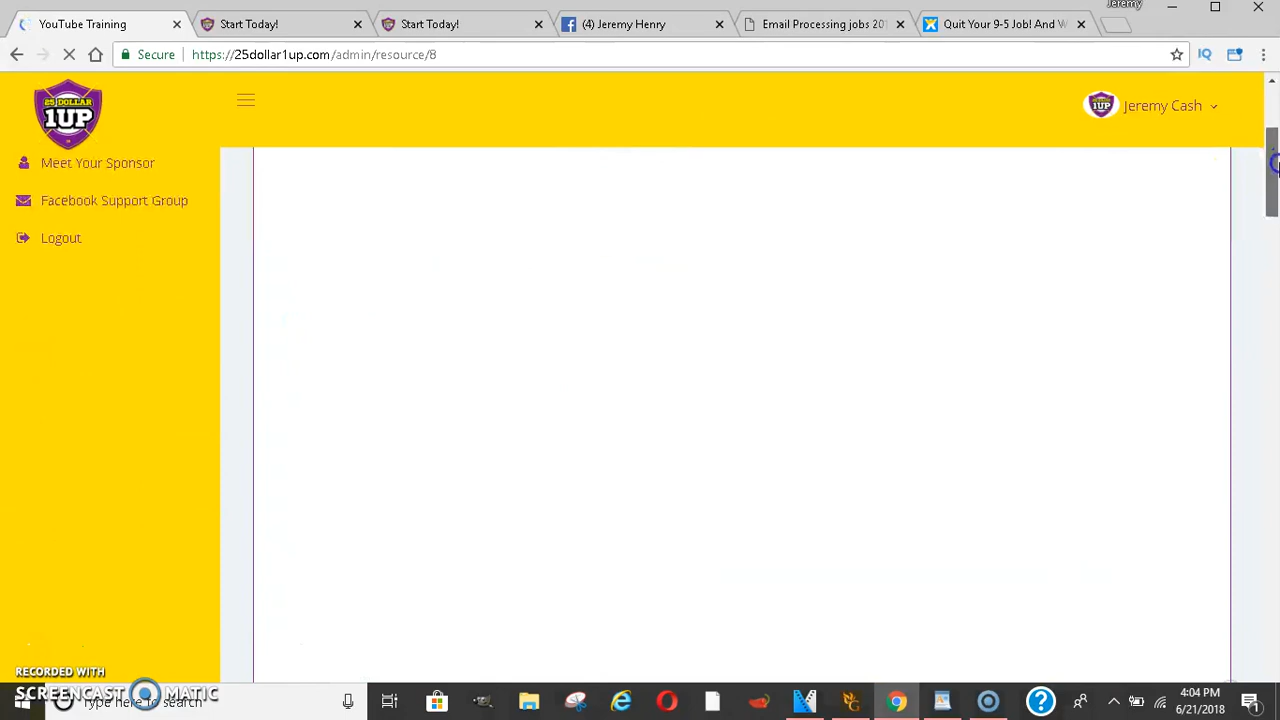 Jeremy
YouTube Training
Start Today!
Start Today!
(4) Jeremy Henry
Email Processing jobs 201
Quit Your 9-5 Job! And W
Secure
https://25dollar1up.com/admin/resource/8
25 DOLLAR
1UP
Jeremy Cash
Meet Your Sponsor
Facebook Support Group
Logout
RECORDED WITH
SCREENCAST MATIC
Type here to search
4:04 PM
6/21/2018